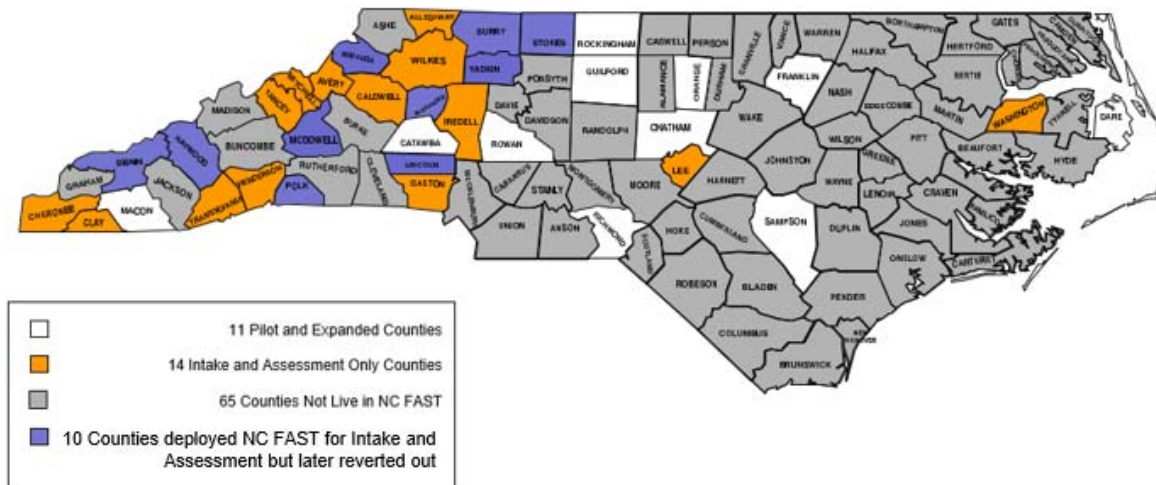 ALLEGHANY
ASHE
SURRY
STOKES
ROCKINGHAM
CASWELL
PERSON
GRANVILLE
VANCE
WARREN
NORTHAMPTON
GATES
HALIFAX
HERTFORD
BERTIE
WATAUGA
WILKES
YADKIN
FORSYTH
GUILFORD
ALAMANCE
ORANGE
DURHAM
FRANKLIN
NASH
EDGECOMBE
MARTIN
WASHINGTON
TYRRELL
DARE
MITCHELL
AVERY
YANCEY
CALDWELL
IREDELL
DAVIE
DAVIDSON
RANDOLPH
CHATHAM
WAKE
WILSON
PITT
BEAUFORT
HYDE
MADISON
MCDOWELL
BURKE
CATAWBA
ROWAN
BUNCOMBE
HAYWOOD
SWAIN
GRAHAM
JACKSON
HENDERSON
RUTHERFORD
CLEVELAND
LINCOLN
GASTON
POLK
TRANSYLVANIA
CHEROKEE
CLAY
MACON
MECKLENBURG
CABARRUS
STANLY
MONTGOMERY
MOORE
LEE
HARNETT
JOHNSTON
WAYNE
GREENE
LENOIR
CRAVEN
JONES
UNION
ANSON
RICHMOND
SCOTLAND
HOKE
CUMBERLAND
SAMPSON
DUPLIN
ONSLOW
CARTERET
ROBESON
BLADEN
PENDER
COLUMBUS
BRUNSWICK
NEW
HANOVER
11 Pilot and Expanded Counties
14 Intake and Assessment Only Counties
65 Counties Not Live in NC FAST
10 Counties deployed NC FAST for Intake and
Assessment but later reverted out